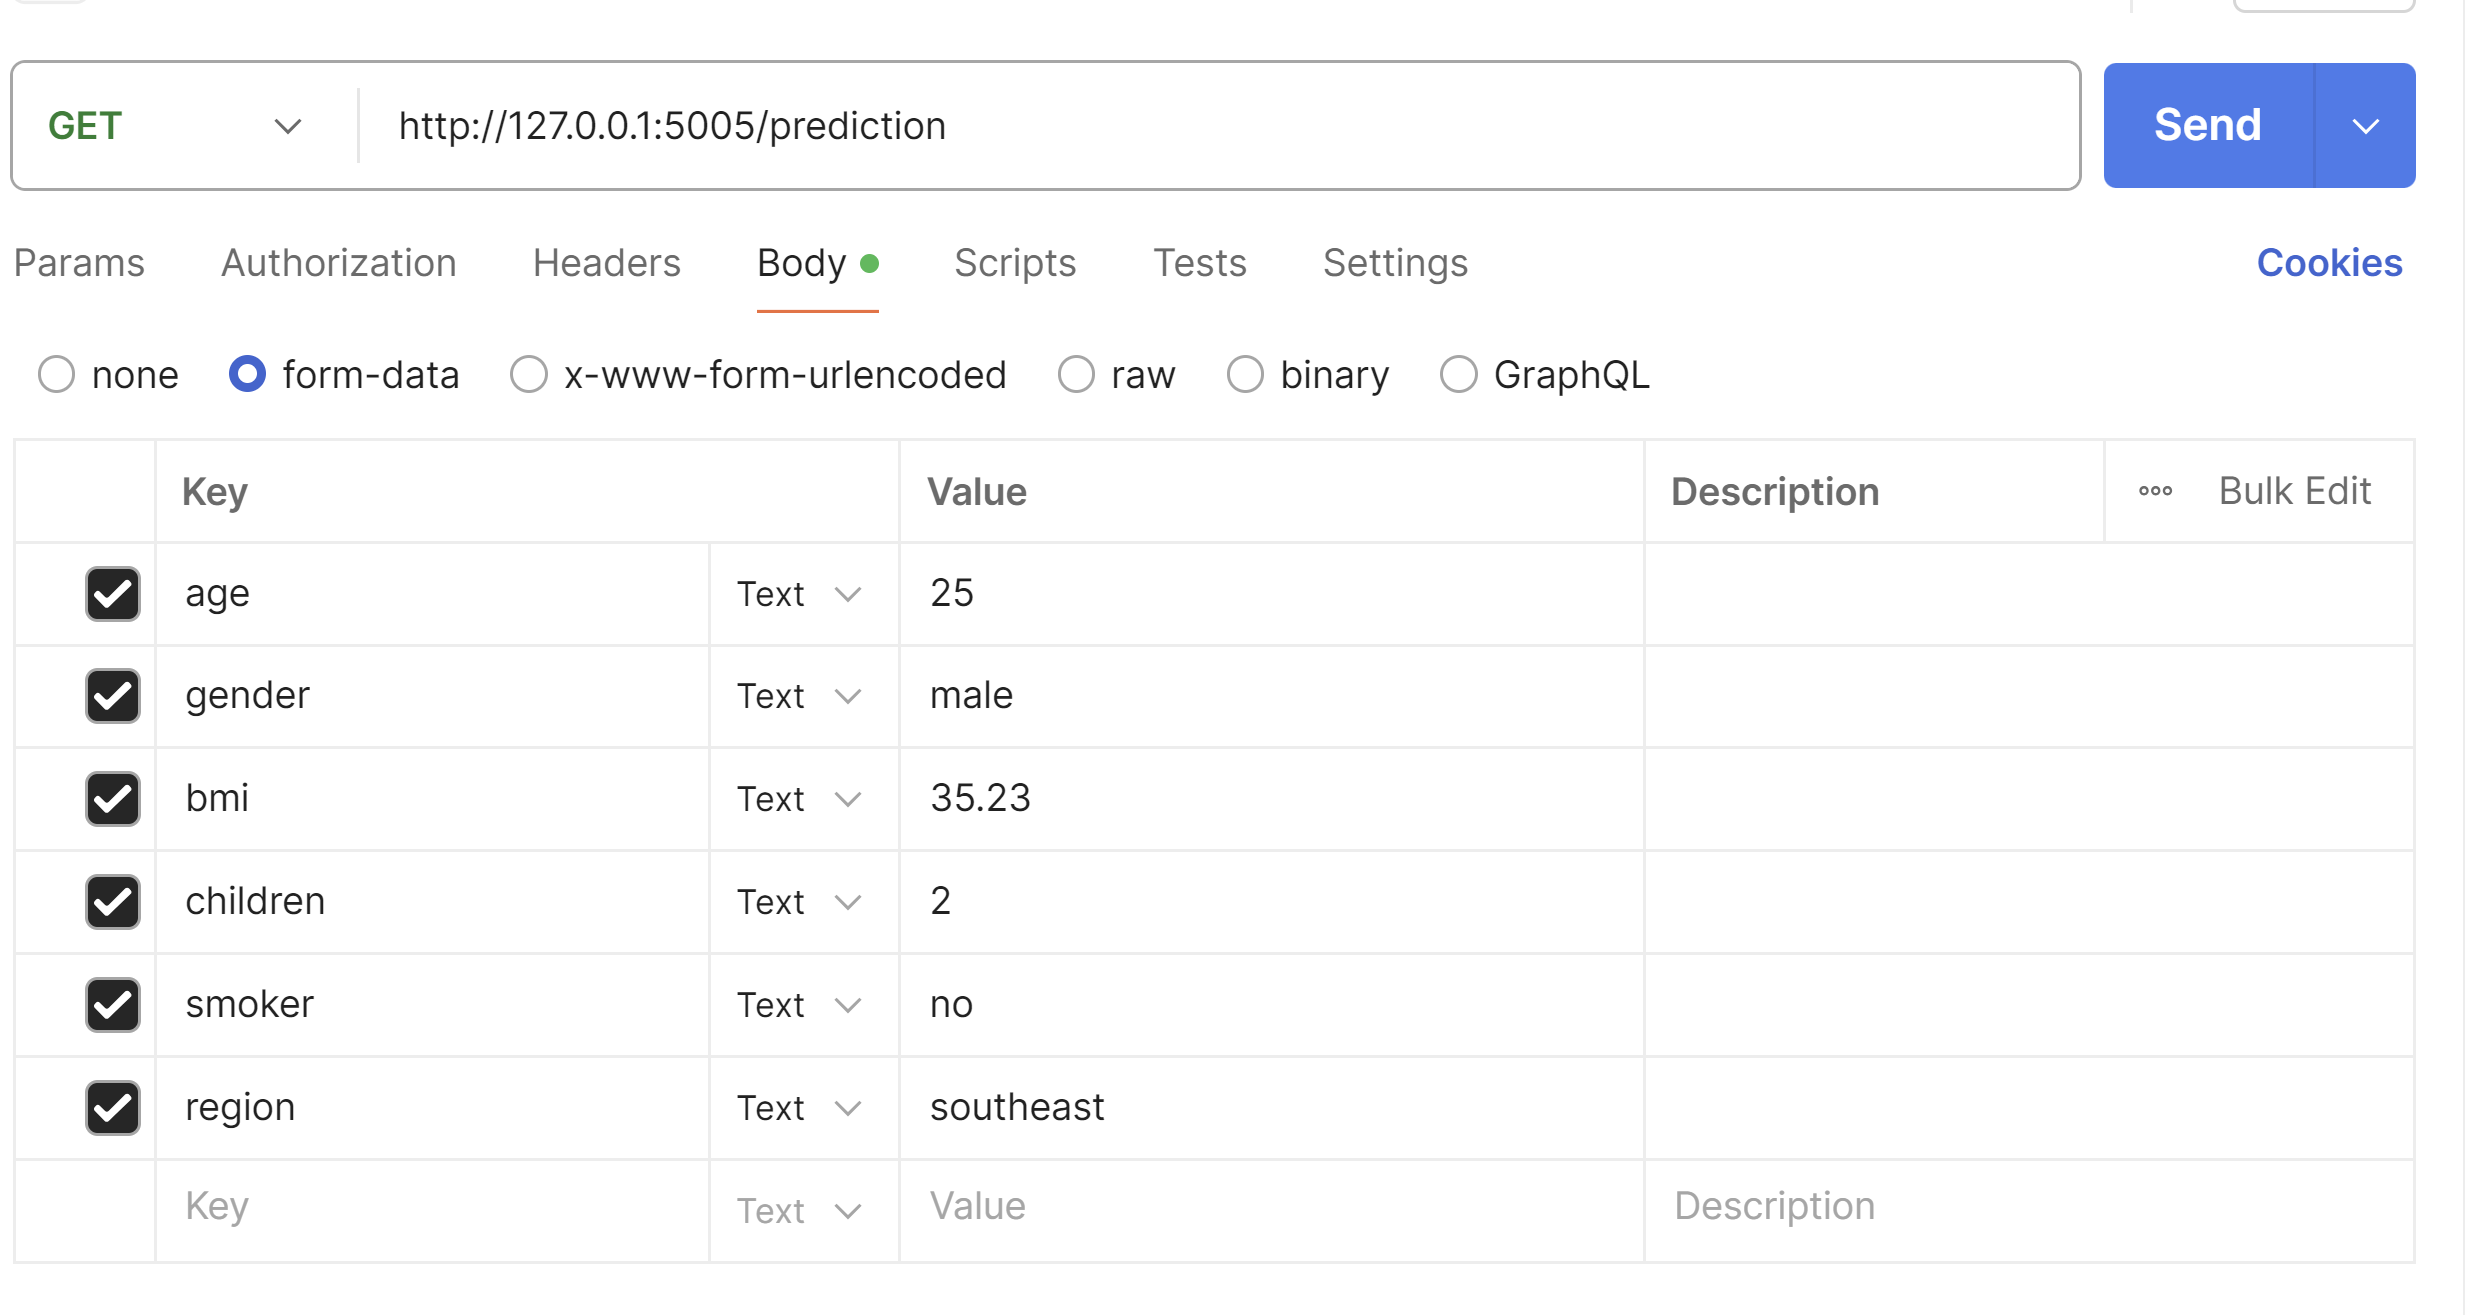 GET http://127.0.0.1:5005/prediction Send
Params Authorization Headers Body Scripts Tests Settings Cookies
none form-data x-www-form-urlencoded raw binary GraphQL
Key Value Description Bulk Edit
age Text 25
gender Text male
bmi Text 35.23
children Text 2
smoker Text no
region Text southeast
Key Text Value Description